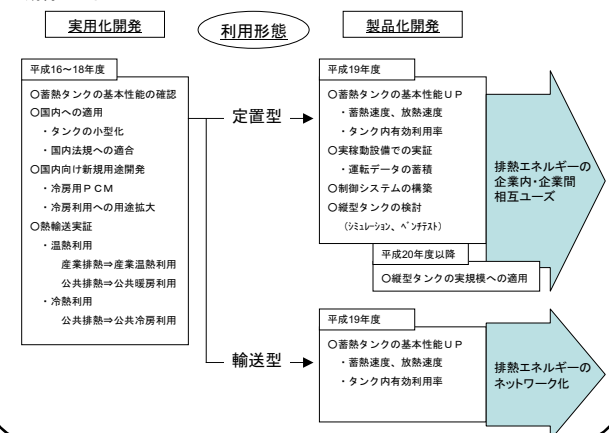 実用化開発
利用形態
製品化開発
平成16～18年度
○蓄熱タンクの基本性能の確認
○国内への適用
・タンクの小型化
・国内法規への適合
○国内向け新規用途開発
・冷房用PCM
・冷房利用への用途拡大
○熱輸送実証
・温熱利用
産業排熱⇒産業温熱利用
公共排熱⇒公共暖房利用
・冷熱利用
公共排熱⇒公共冷房利用
定置型
平成19年度
○蓄熱タンクの基本性能UP
・蓄熱速度、放熱速度
・タンク内有効利用率
○実稼動設備での実証
・運転データの蓄積
○制御システムの構築
○縦型タンクの検討
(シミュレーション、ベンチテスト)
平成20年度以降
○縦型タンクの実規模への適用
排熱エネルギーの
企業内・企業間
相互ユーズ
輸送型
平成19年度
○蓄熱タンクの基本性能UP
・蓄熱速度、放熱速度
・タンク内有効利用率
排熱エネルギーの
ネットワーク化